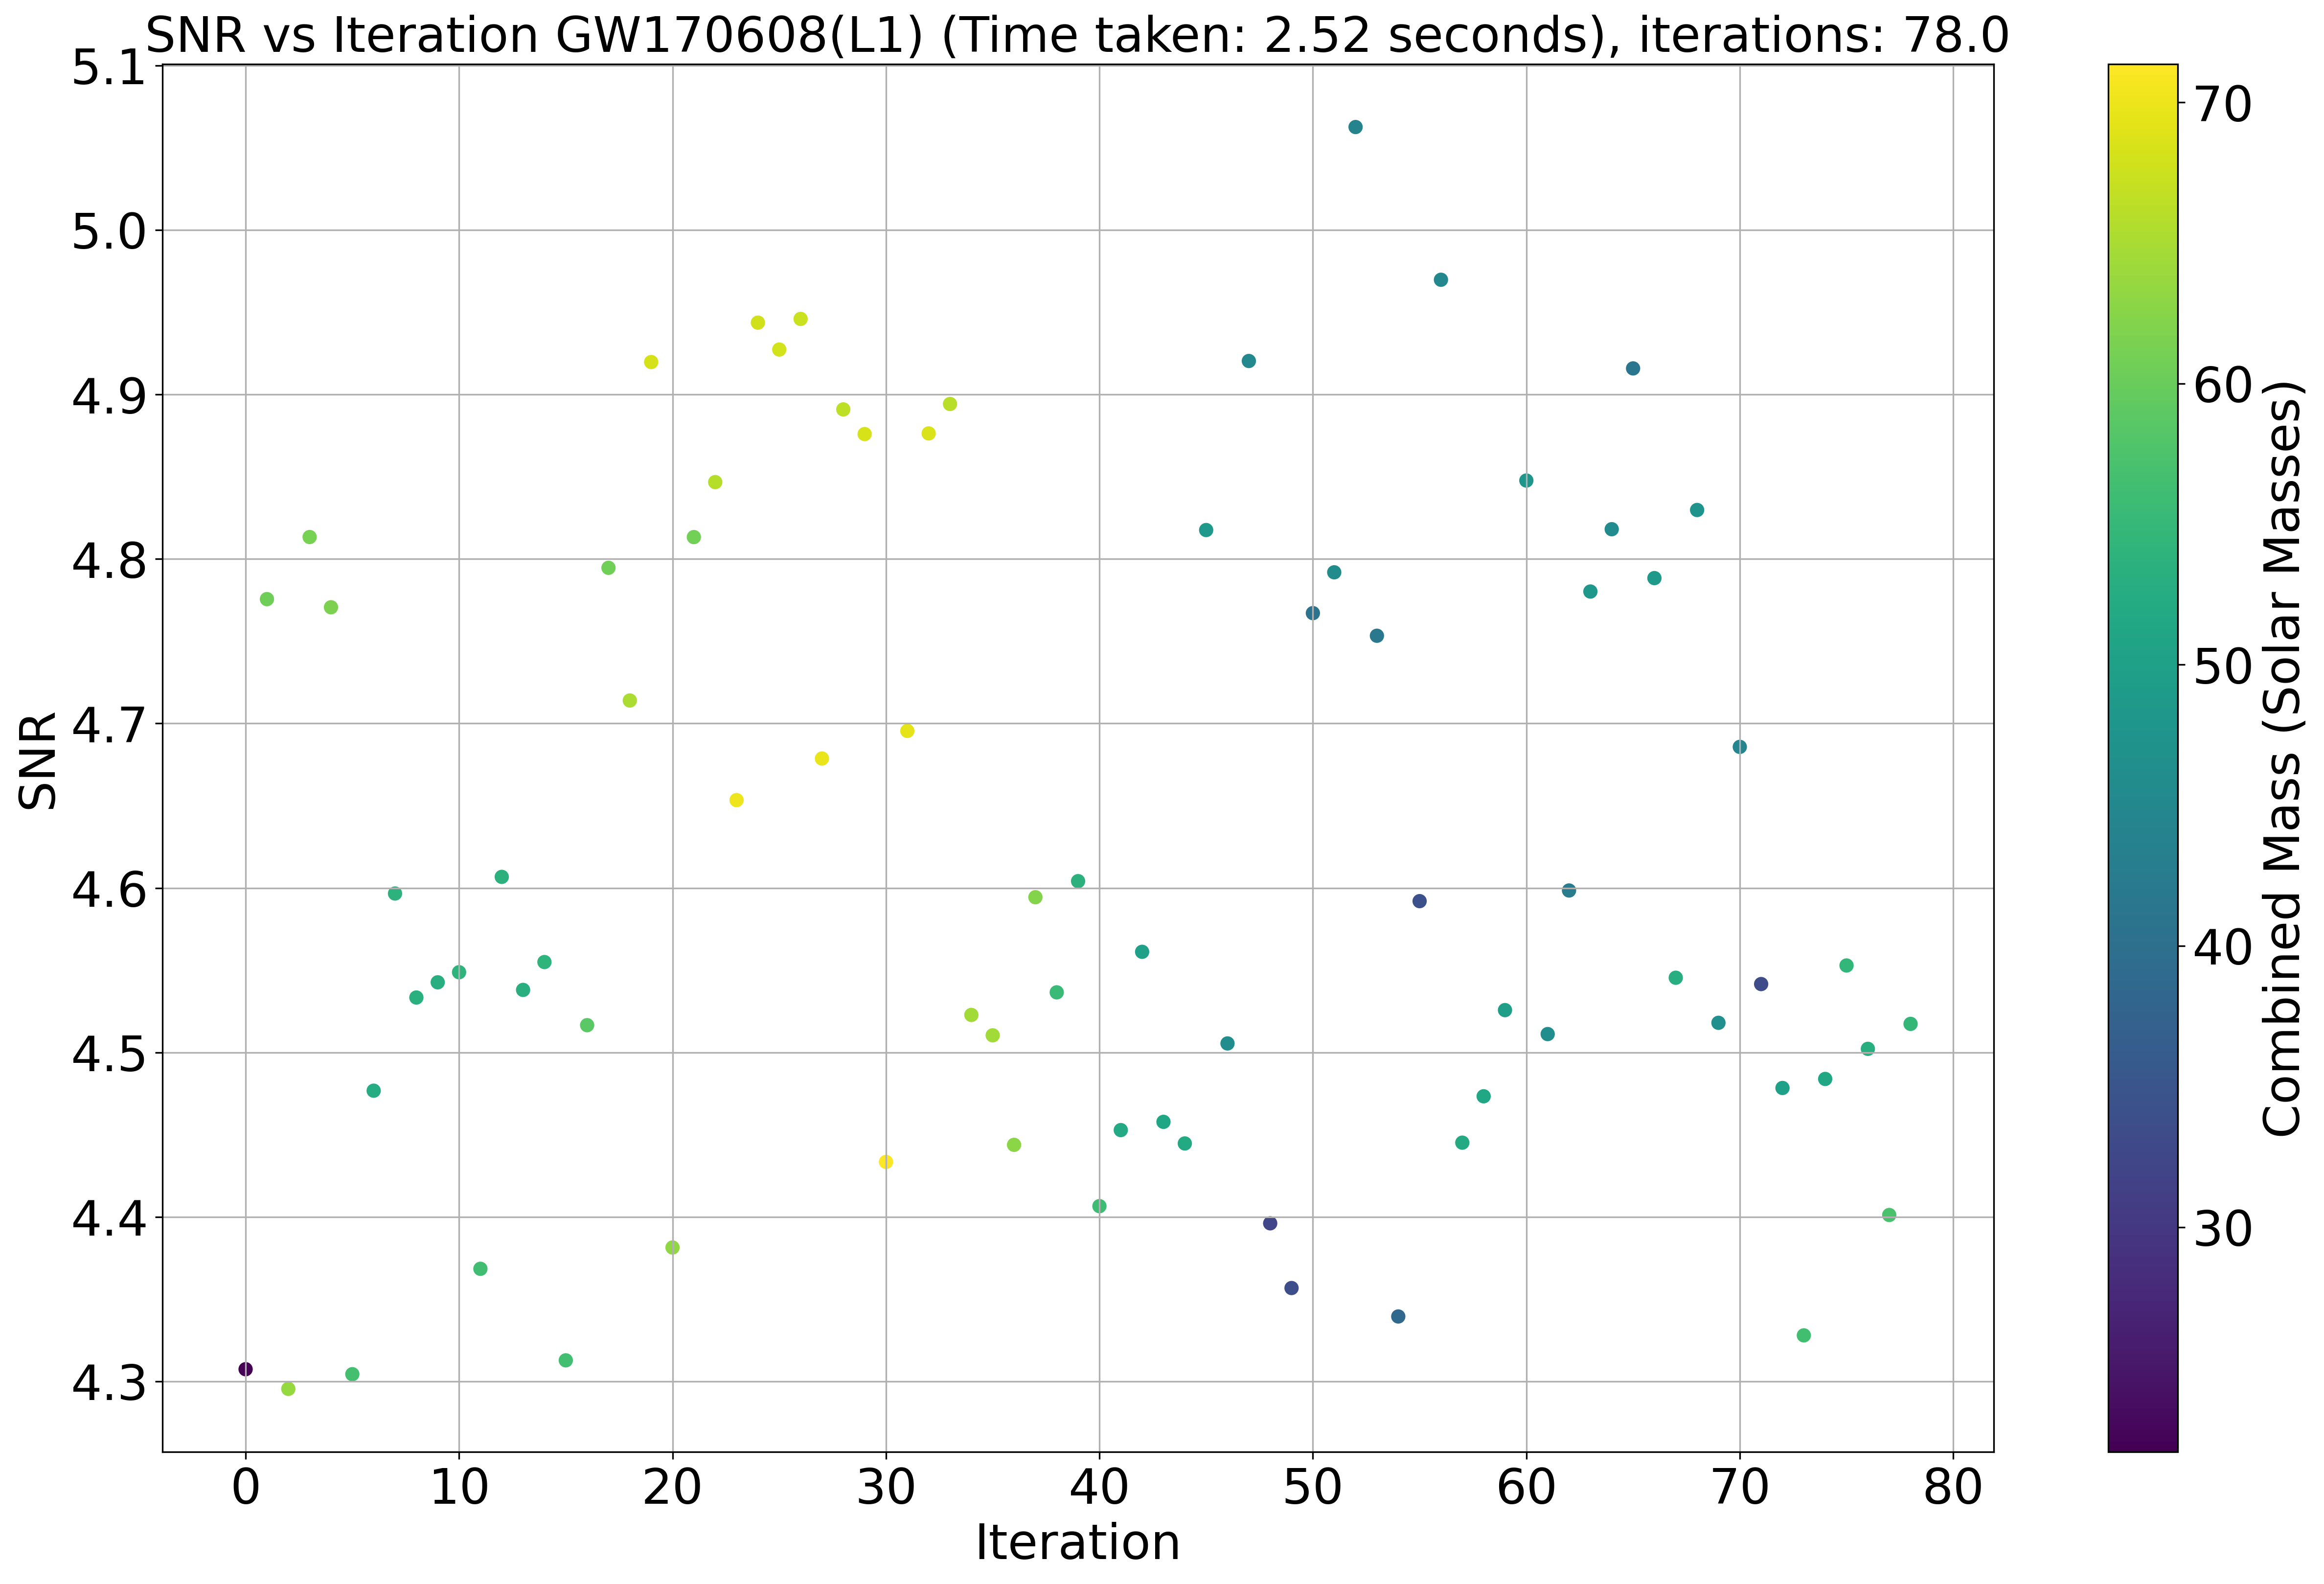 SNR vs Iteration GW170608(L1) (Time taken: 2.52 seconds), iterations: 78.0
5.1
5.0
4.9
4.8
4.7
4.6
4.5
4.4
4.3
SNR
0 10 20 30 40 50 60 70 80
Iteration
70
60
50
40
30
Combined Mass (Solar Masses)